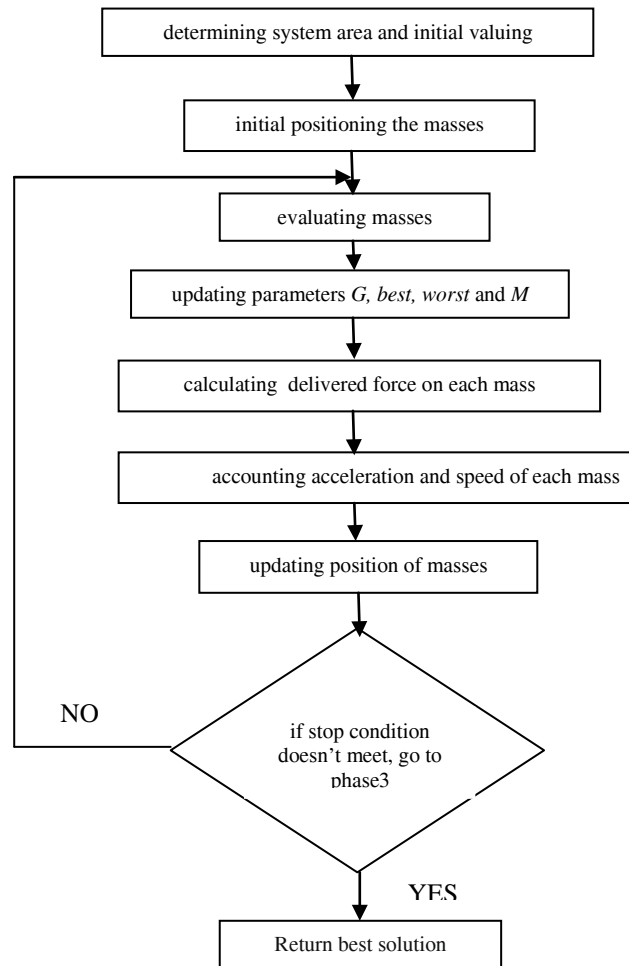 determining system area and initial valuing
initial positioning the masses
evaluating masses
updating parameters G, best, worst and M
calculating delivered force on each mass
accounting acceleration and speed of each mass
updating position of masses
NO
if stop condition
doesn't meet, go to
phase3
YES
Return best solution